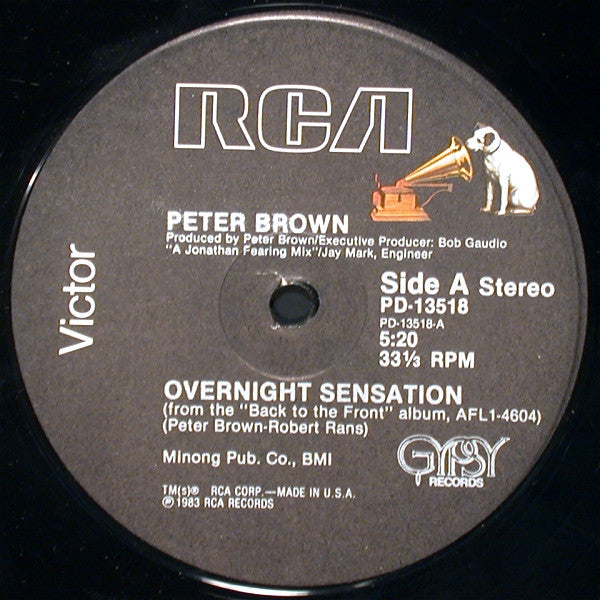 RCA
PETER BROWN
Produced by Peter Brown/Executive Producer: Bob Gaudio
"A Jonathan Fearing Mix"/Jay Mark, Engineer
Victor
Side A Stereo
PD-13518
PD-13518-A
5:20
33⅓ RPM
OVERNIGHT SENSATION
(from the "Back to the Front" album, AFL1-4604)
(Peter Brown-Robert Rans)
Minong Pub. Co., BMI
GYPSY
RECORDS
TM(s)® RCA CORP.—MADE IN U.S.A.
℗ 1983 RCA RECORDS